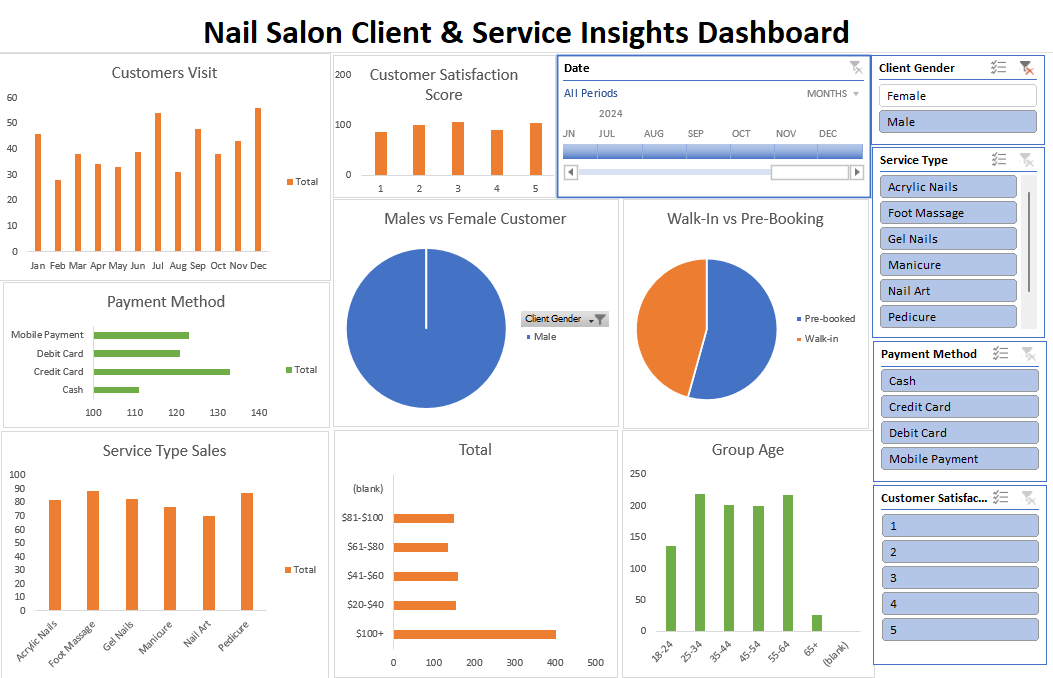 Nail Salon Client & Service Insights Dashboard
Customers Visit
60
50
40
30
20
10
0
Jan Feb Mar Apr May Jun Jul Aug Sep Oct Nov Dec
Total
Customer Satisfaction
Score
200
100
0
1 2 3 4 5
Date
All Periods
MONTHS
2024
JN JUL AUG SEP OCT NOV DEC
Client Gender
Female
Male
Service Type
Acrylic Nails
Foot Massage
Gel Nails
Manicure
Nail Art
Pedicure
Males vs Female Customer
Client Gender
Male
Walk-In vs Pre-Booking
Pre-booked
Walk-in
Payment Method
Mobile Payment
Debit Card
Credit Card
Cash
100 110 120 130 140
Total
Payment Method
Cash
Credit Card
Debit Card
Mobile Payment
Service Type Sales
100
90
80
70
60
50
40
30
20
10
0
Acrylic Nails Foot Massage Gel Nails Manicure Nail Art Pedicure
Total
Total
(blank)
$81-$100
$61-$80
$41-$60
$20-$40
$100+
0 100 200 300 400 500
Group Age
250
200
150
100
50
0
18-24 25-34 35-44 45-54 55-64 65+ (blank)
Customer Satisfac...
1
2
3
4
5